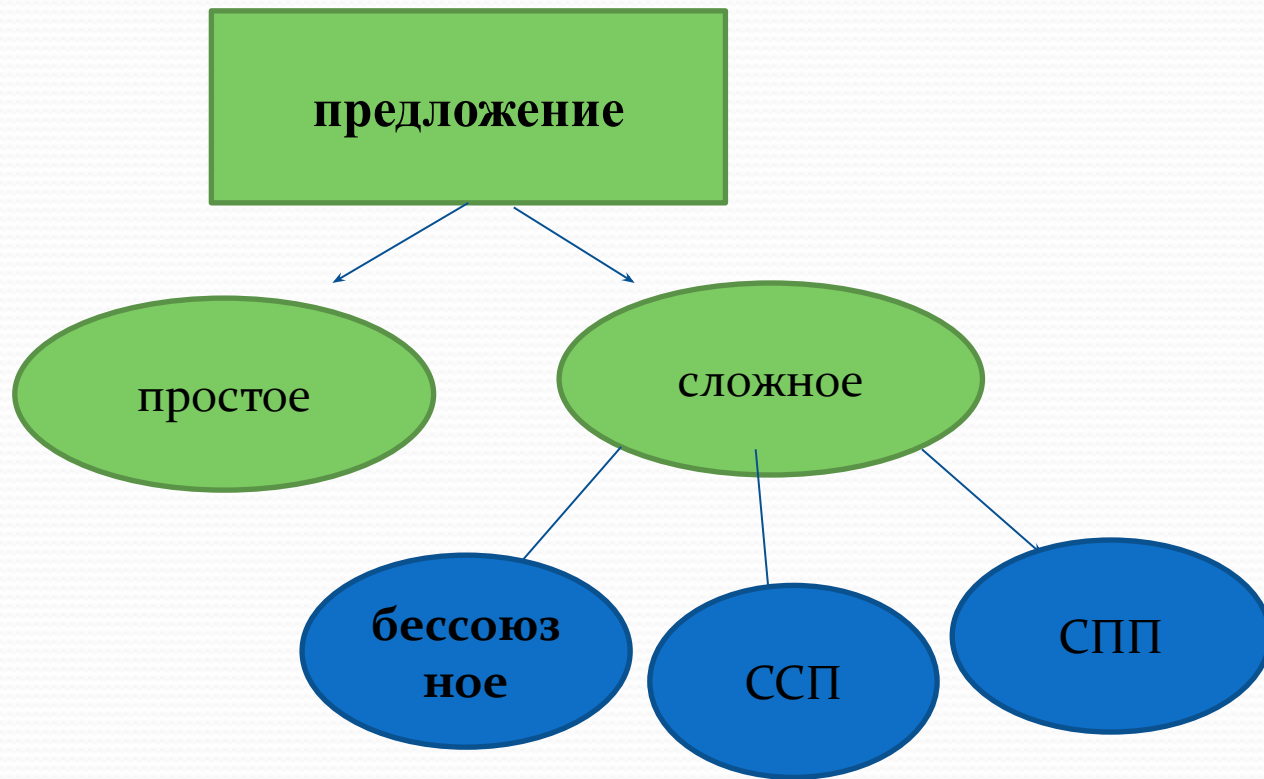 предложение
простое
сложное
бессоюз
ное
ССП
СПП